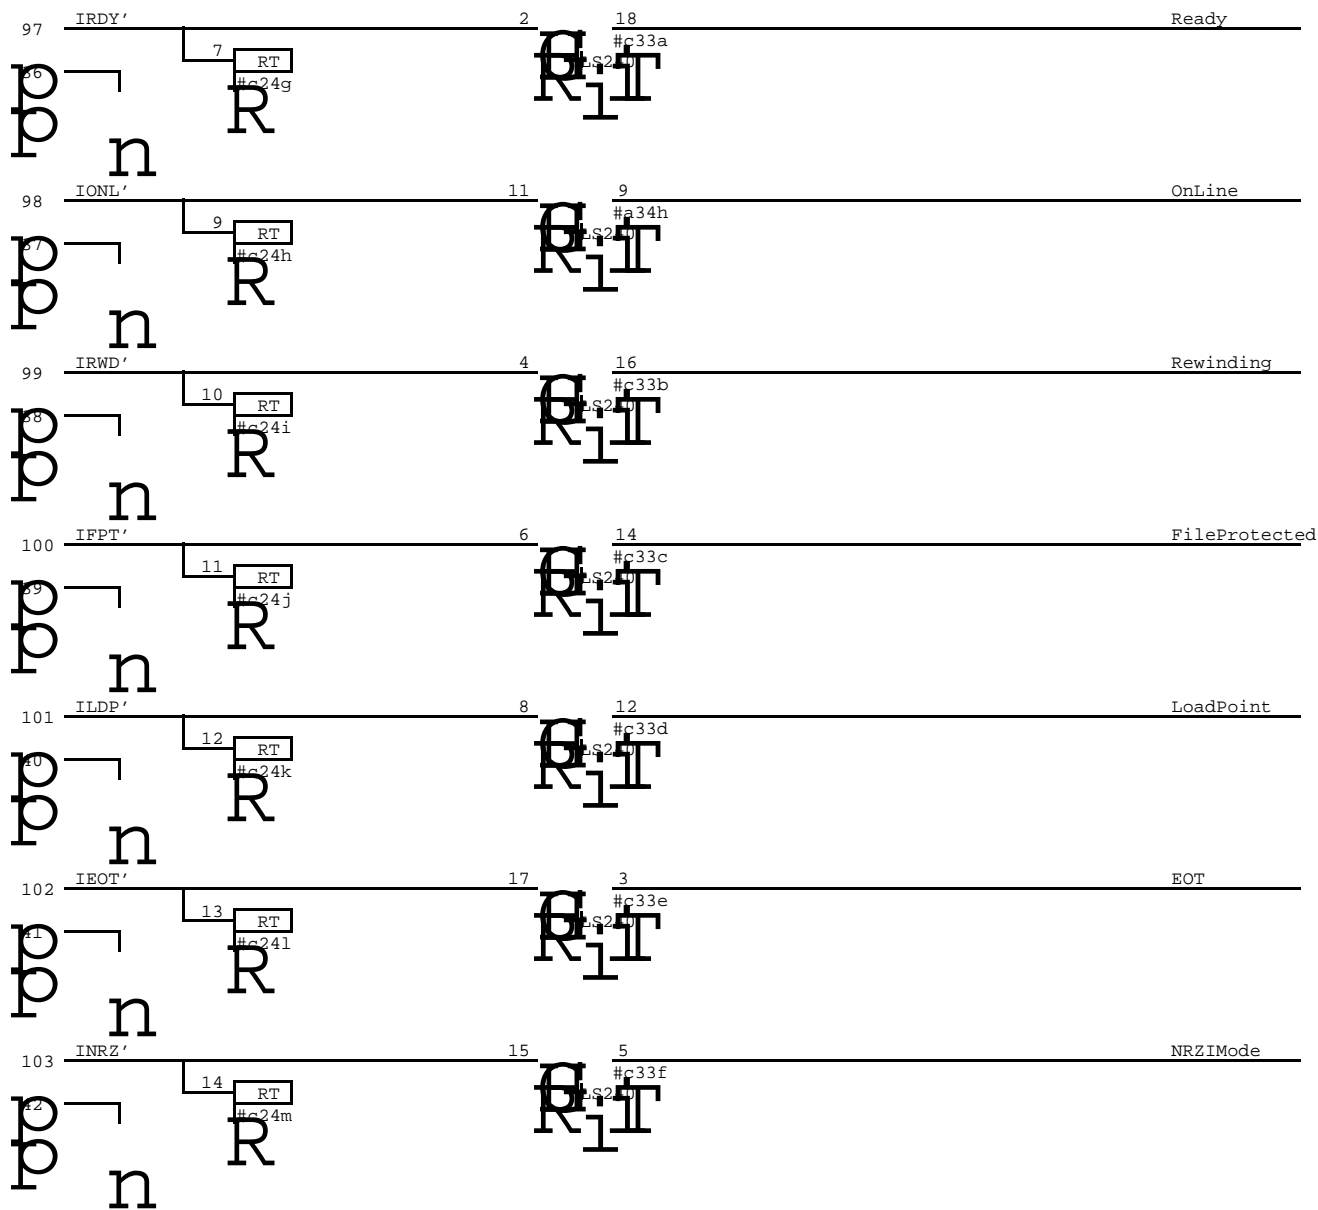 97 IRDY′ 2 18 Ready
#c33a
7 RT
#c24g
R
p
p
n
98 IONL′ 11 9 OnLine
#a34h
9 RT
#c24h
R
p
p
n
99 IRWD′ 4 16 Rewinding
#c33b
10 RT
#c24i
R
p
p
n
100 IFPT′ 6 14 FileProtected
#c33c
11 RT
#c24j
R
p
p
n
101 ILDP′ 8 12 LoadPoint
#c33d
12 RT
#c24k
R
p
p
n
102 IEOT′ 17 3 EOT
#c33e
13 RT
#c24l
R
p
p
n
103 INRZ′ 15 5 NRZIMode
#c33f
14 RT
#c24m
R
p
p
n